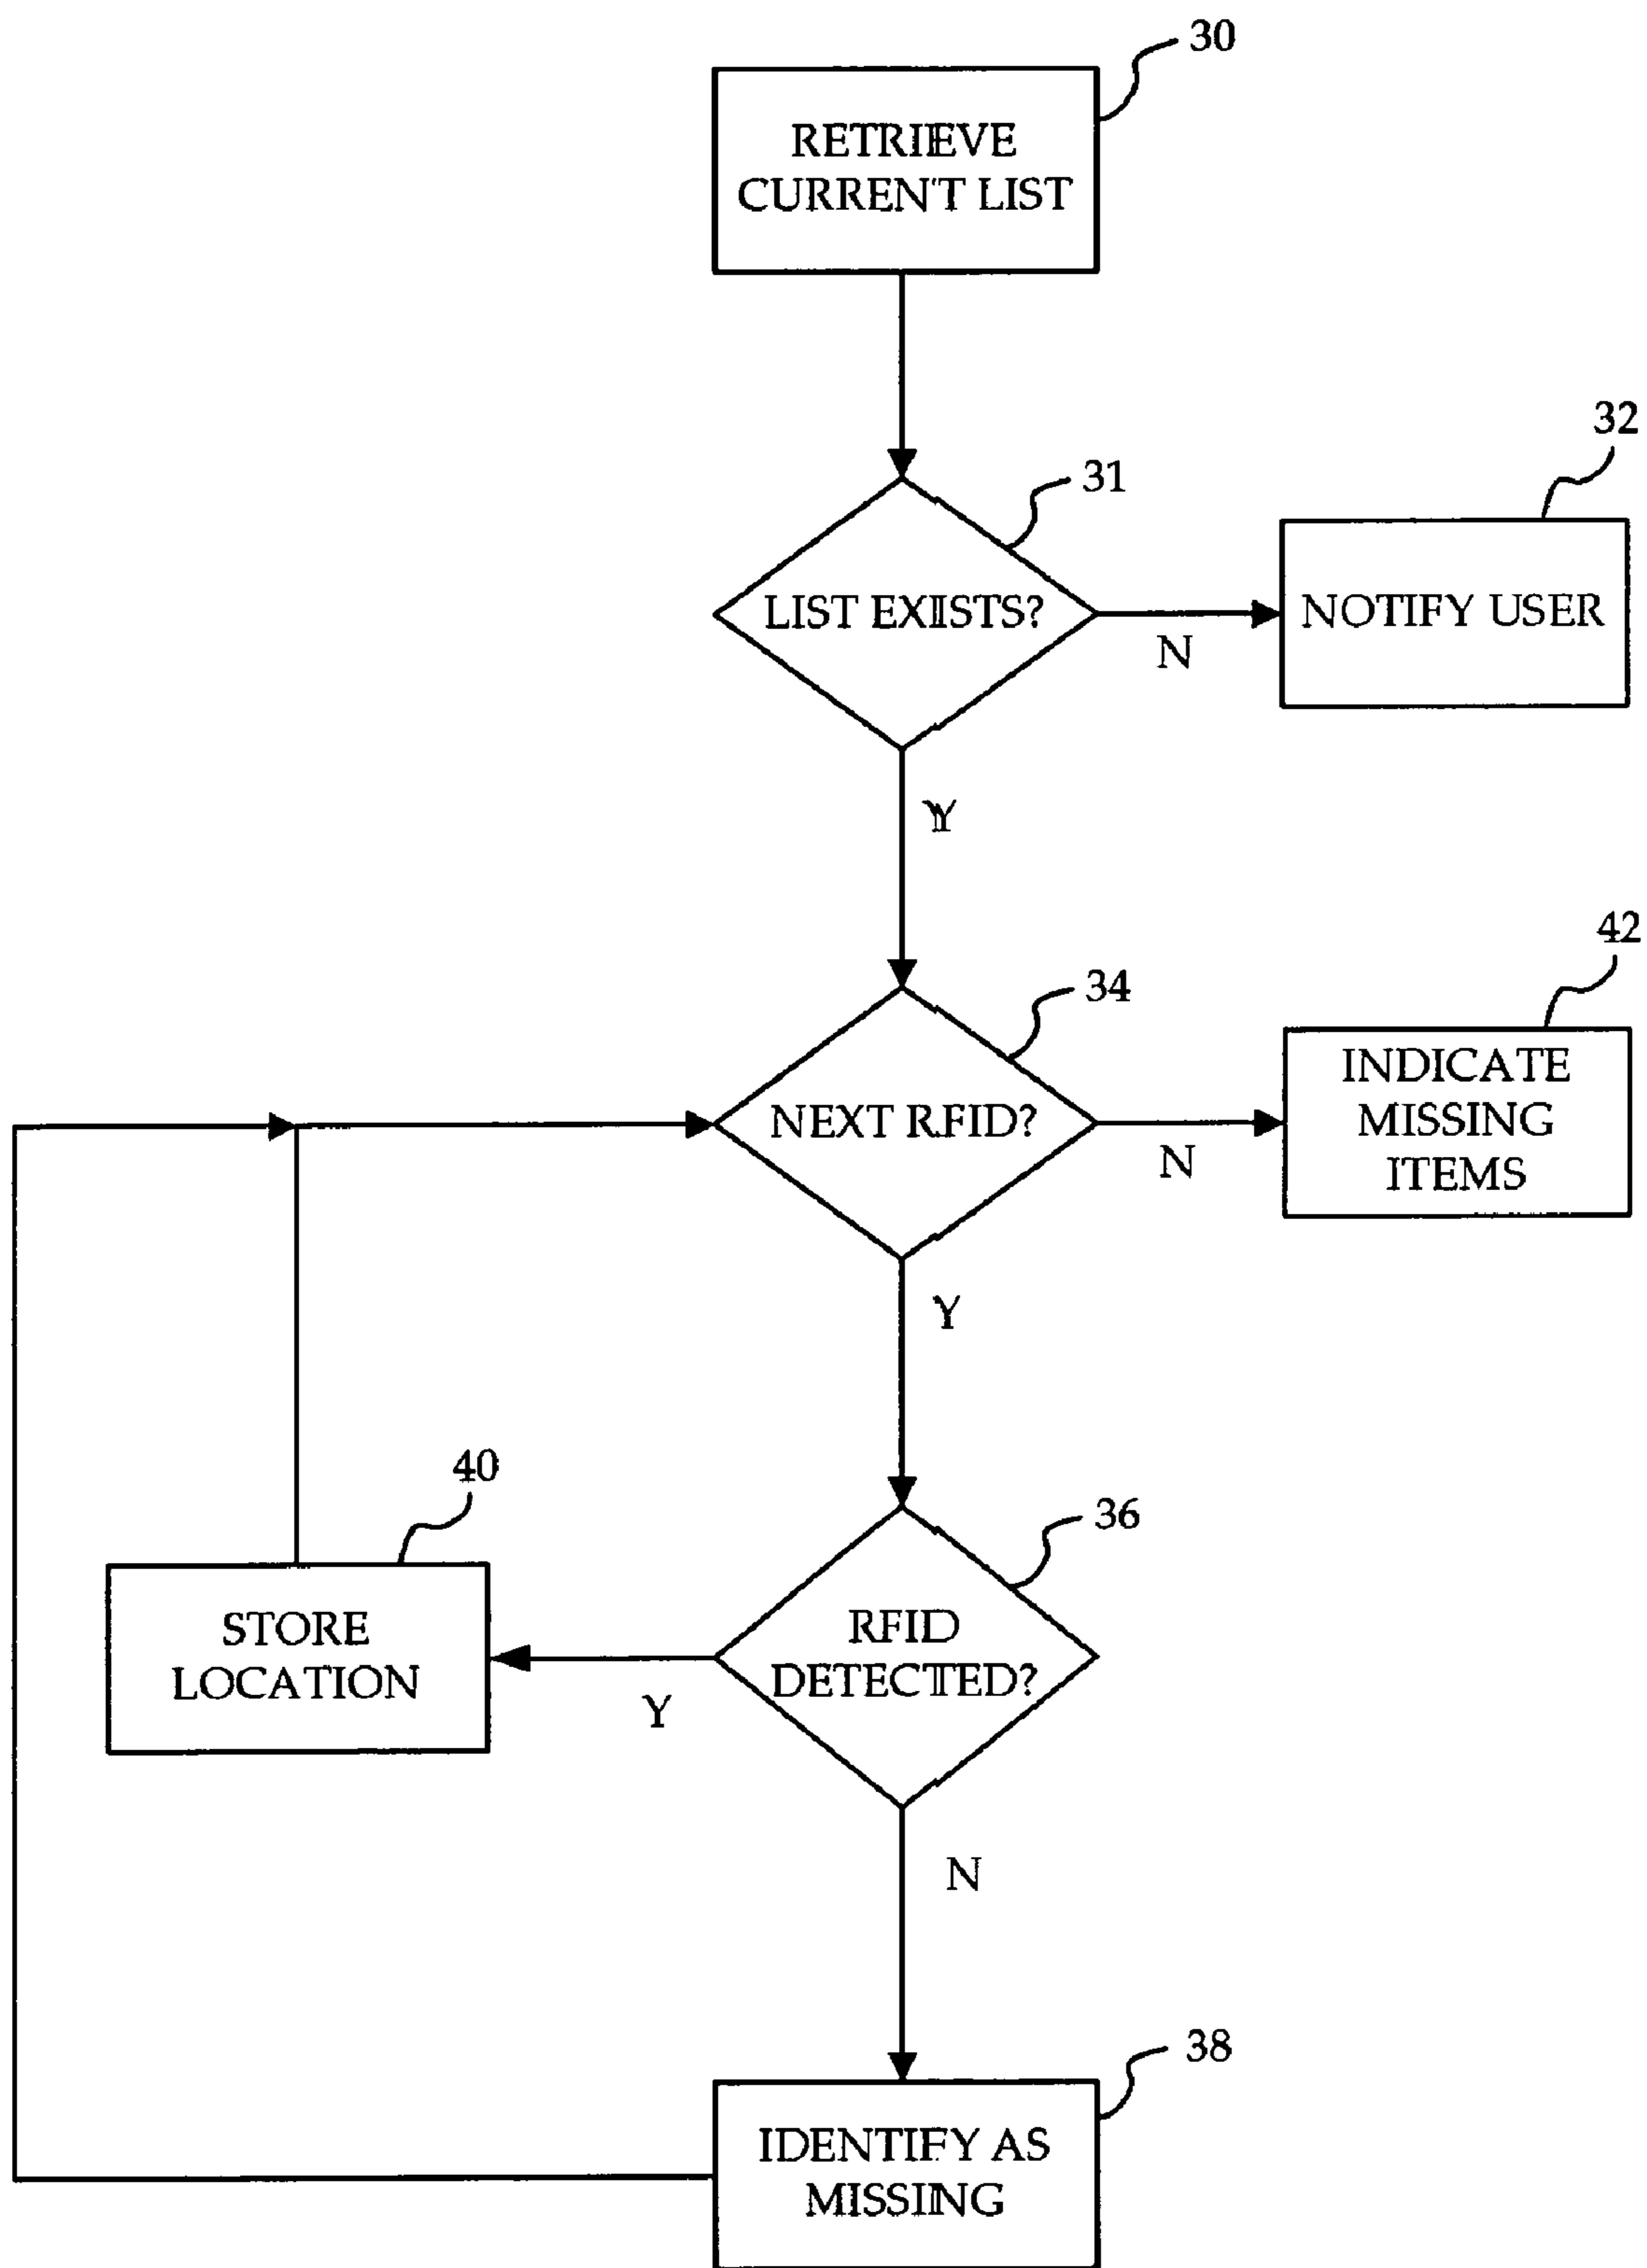 30
RETRIEVE
CURRENT LIST
31
32
LIST EXISTS?
NOTIFY USER
N
Y
34
42
NEXT RFID?
INDICATE
MISSING
ITEMS
N
Y
40
36
STORE
LOCATION
RFID
DETECTED?
Y
N
38
IDENTIFY AS
MISSING